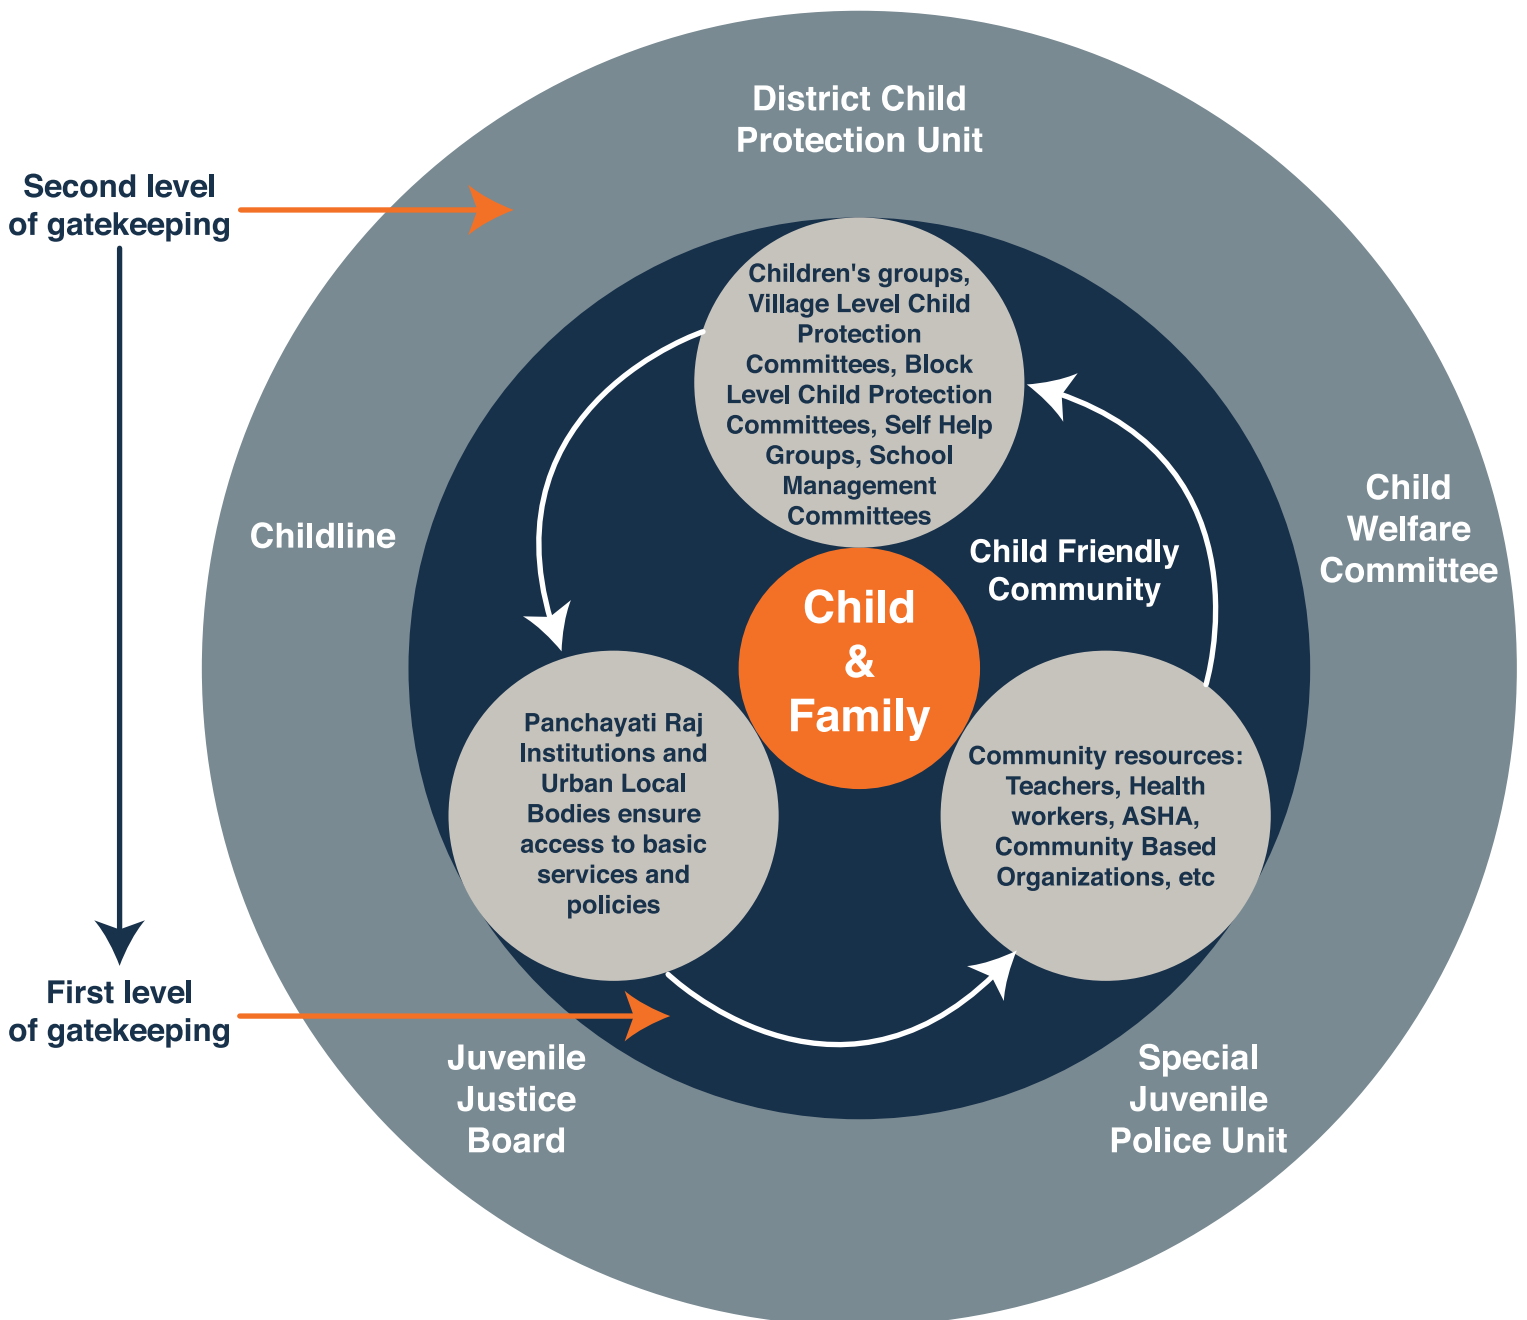 District Child
Protection Unit
Second level
of gatekeeping
Children's groups,
Village Level Child
Protection
Committees, Block
Level Child Protection
Committees, Self Help
Groups, School
Management
Committees
Childline
Child
Welfare
Committee
Child Friendly
Community
Child
&
Family
Panchayati Raj
Institutions and
Urban Local
Bodies ensure
access to basic
services and
policies
Community resources:
Teachers, Health
workers, ASHA,
Community Based
Organizations, etc
First level
of gatekeeping
Juvenile
Justice
Board
Special
Juvenile
Police Unit